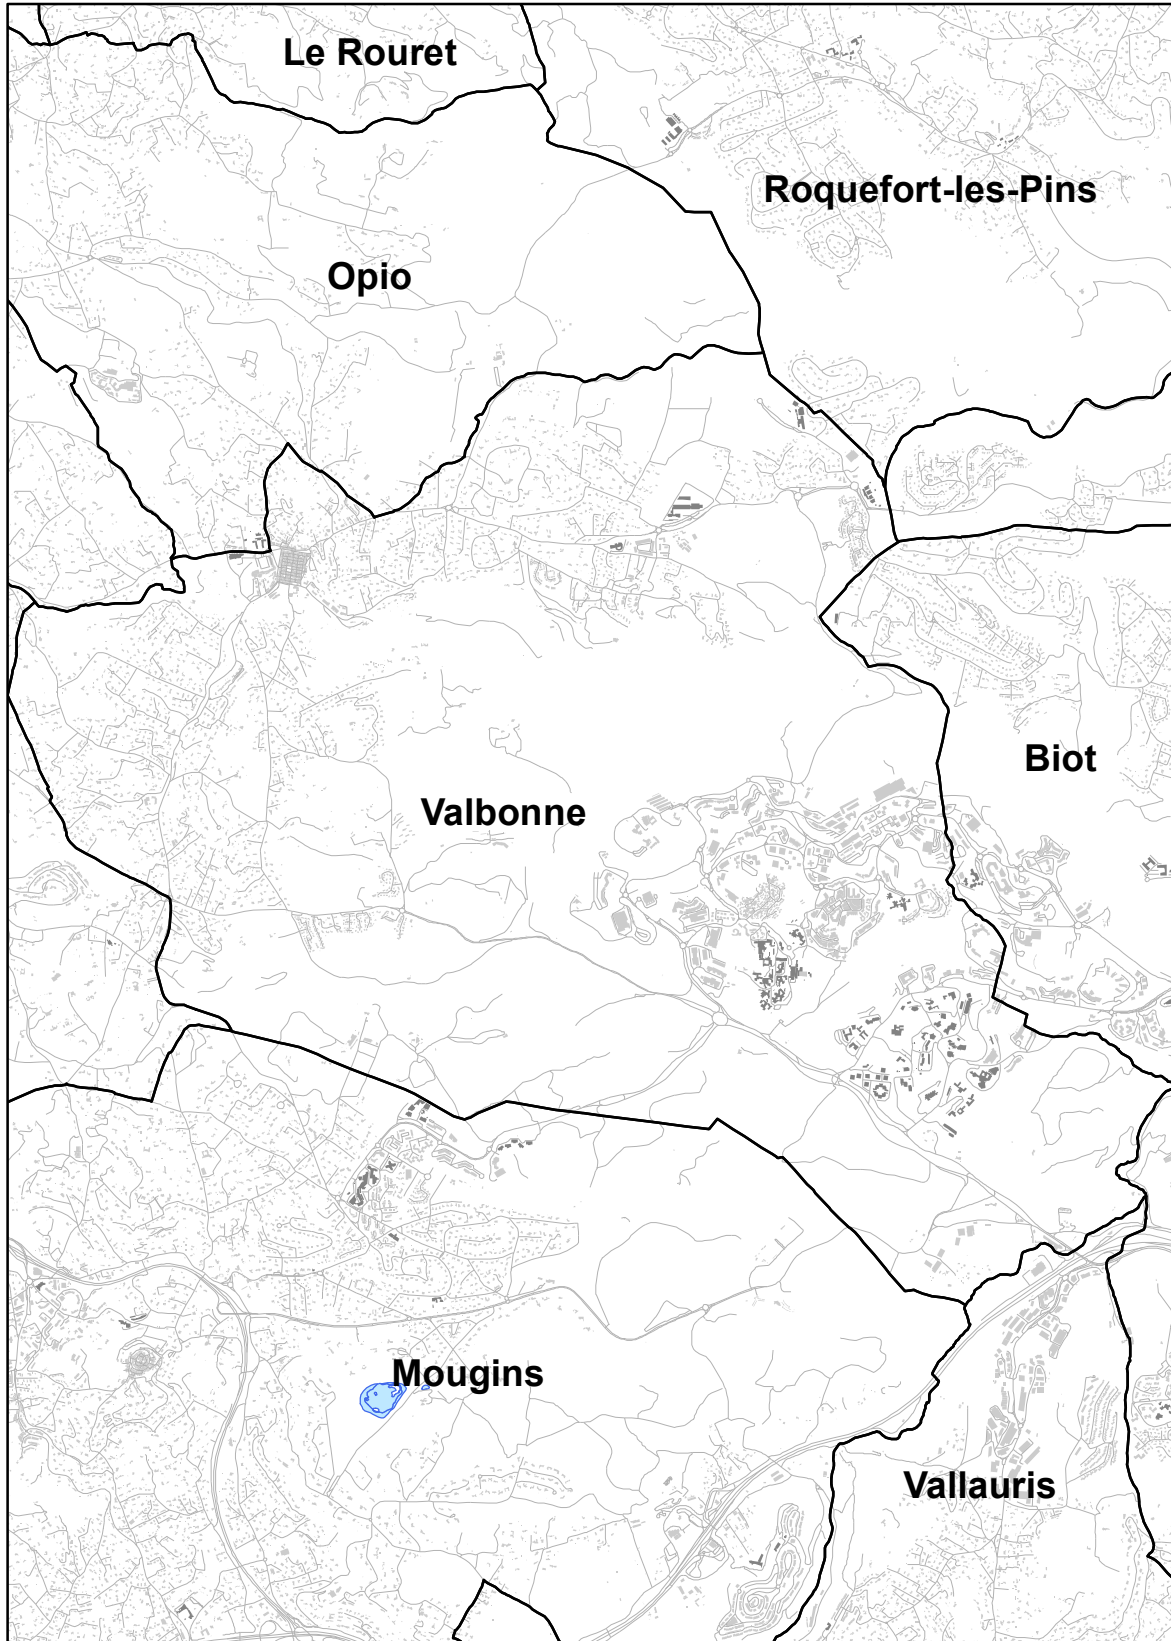 Le Rouret
Roquefort-les-Pins
Opio
Biot
Valbonne
Mougins
Vallauris